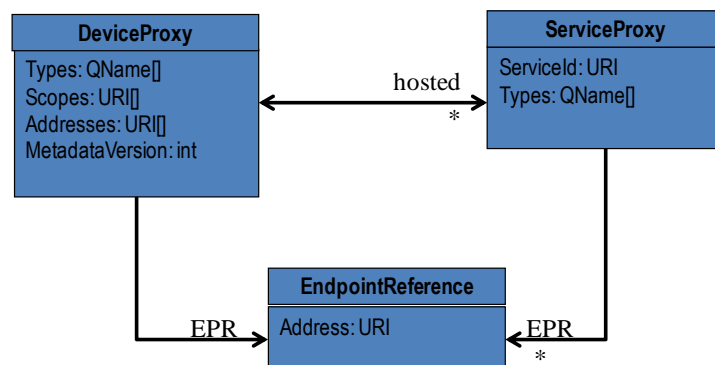 DeviceProxy
Types: QName[]
Scopes: URI[]
Addresses: URI[]
MetadataVersion: int
hosted
*
ServiceProxy
ServiceId: URI
Types: QName[]
EndpointReference
Address: URI
EPR
EPR
*